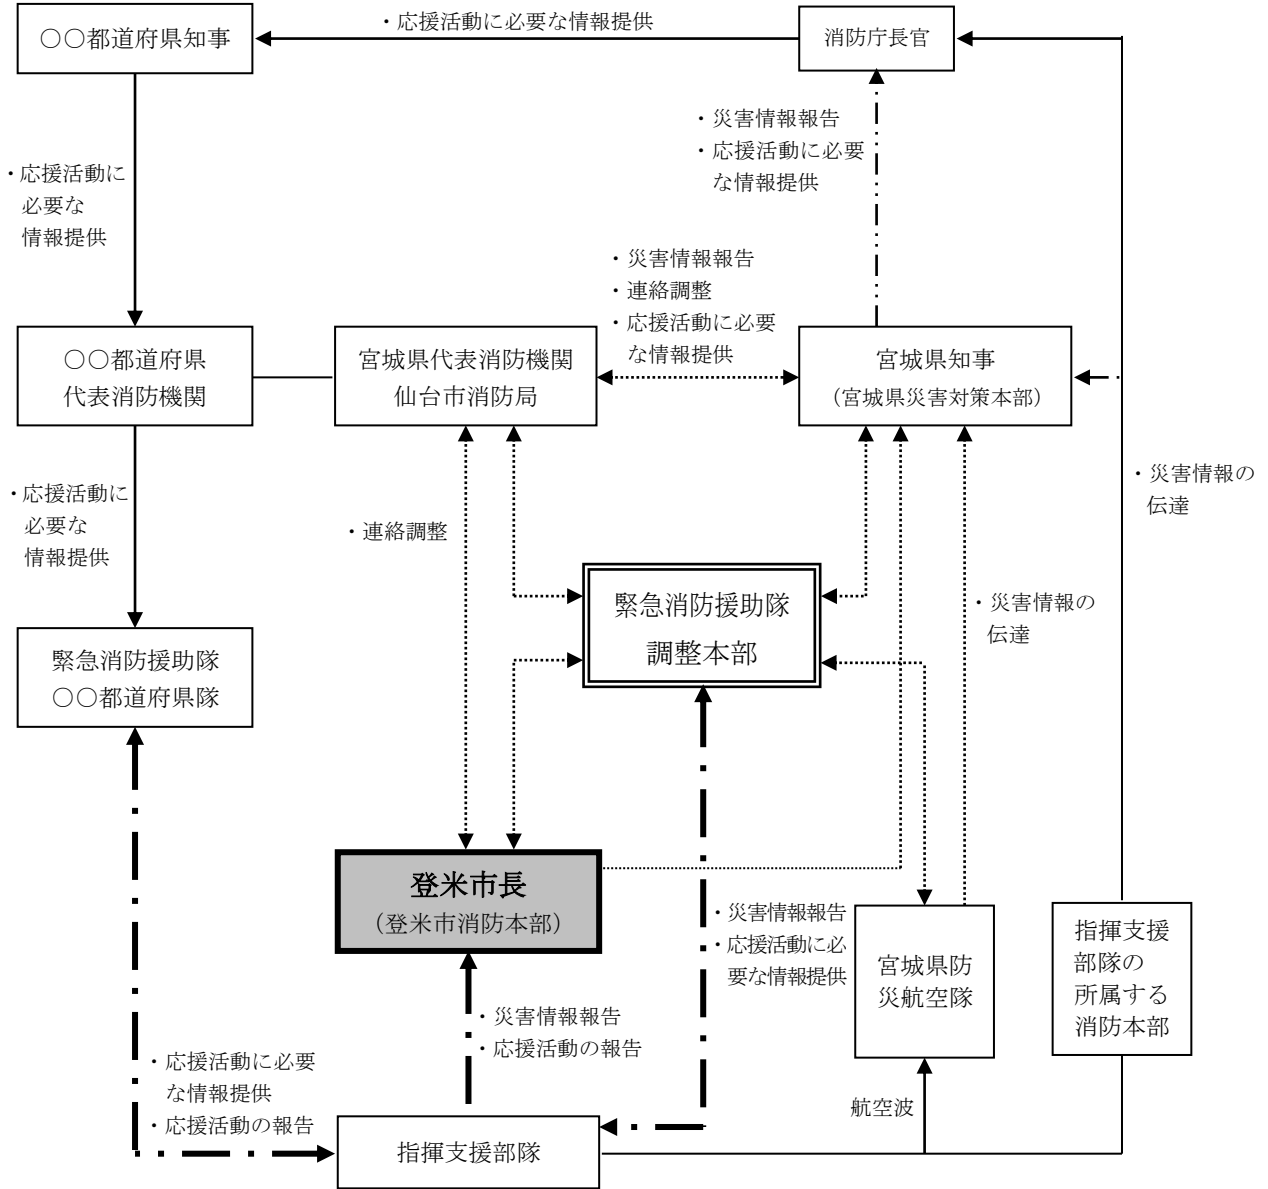 ・応援活動に必要な情報提供
〇〇都道府県知事
消防庁長官
・災害情報報告
・応援活動に必要
な情報提供
・応援活動に
必要な
情報提供
・災害情報報告
・連絡調整
・応援活動に必要
な情報提供
〇〇都道府県
代表消防機関
宮城県代表消防機関
仙台市消防局
宮城県知事
（宮城県災害対策本部）
・災害情報の
伝達
・応援活動に
必要な
情報提供
・連絡調整
緊急消防援助隊
調整本部
・災害情報の
伝達
緊急消防援助隊
〇〇都道府県隊
登米市長
（登米市消防本部）
・災害情報報告
・応援活動に必
要な情報提供
宮城県防
災航空隊
指揮支援
部隊の
所属する
消防本部
・災害情報報告
・応援活動の報告
・応援活動に必要
な情報提供
・応援活動の報告
航空波
指揮支援部隊